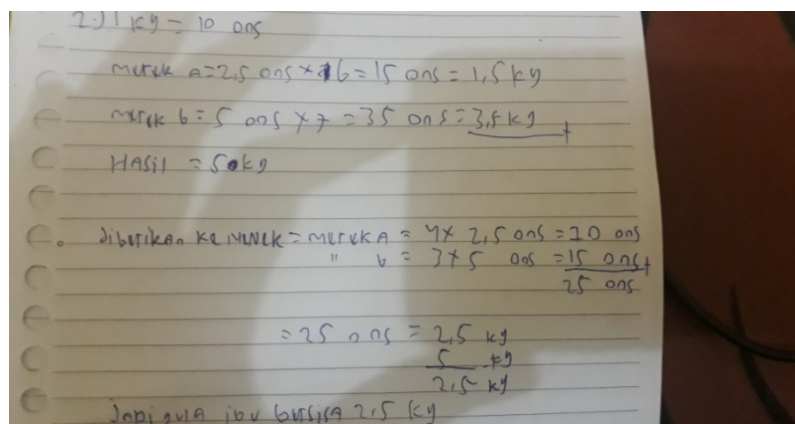 2.) 1 kg = 10 ons
merek A = 2,5 ons x 6 = 15 ons = 1,5 kg
merek b = 5 ons x 7 = 35 ons = 3,5 kg +
HASil = 5 kg
diberikan ke nenek = merek A = 4x 2,5 ons = 10 ons
" b = 3x5 ons = 15 ons +
25 ons
= 25 ons = 2,5 kg
5 kg
2,5 kg
Jadi gula ibu bersisa 2,5 kg